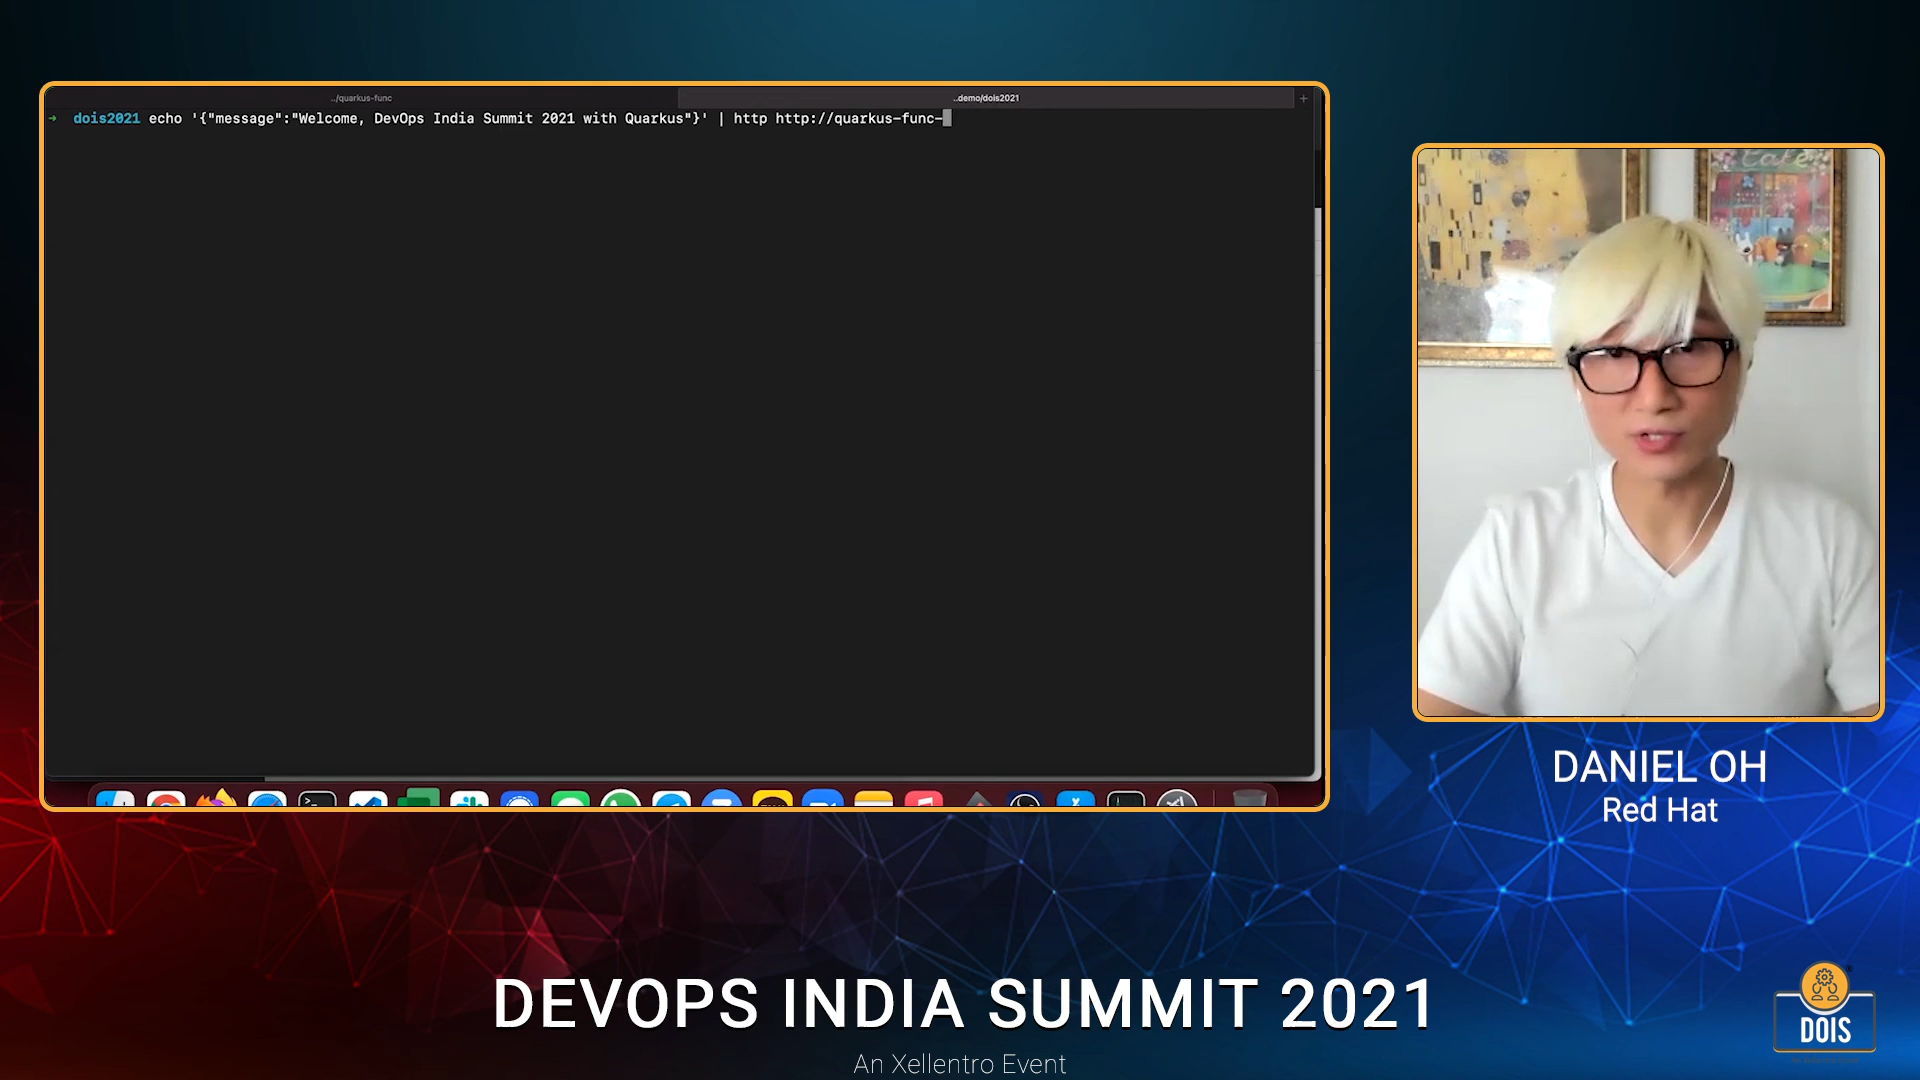 ../quarkus-func
..demo/dois2021
+
→ dois2021 echo '{"message":"Welcome, DevOps India Summit 2021 with Quarkus"}' | http http://quarkus-func-
Cafe
DANIEL OH
Red Hat
DEVOPS INDIA SUMMIT 2021
An Xellentro Event
DOIS